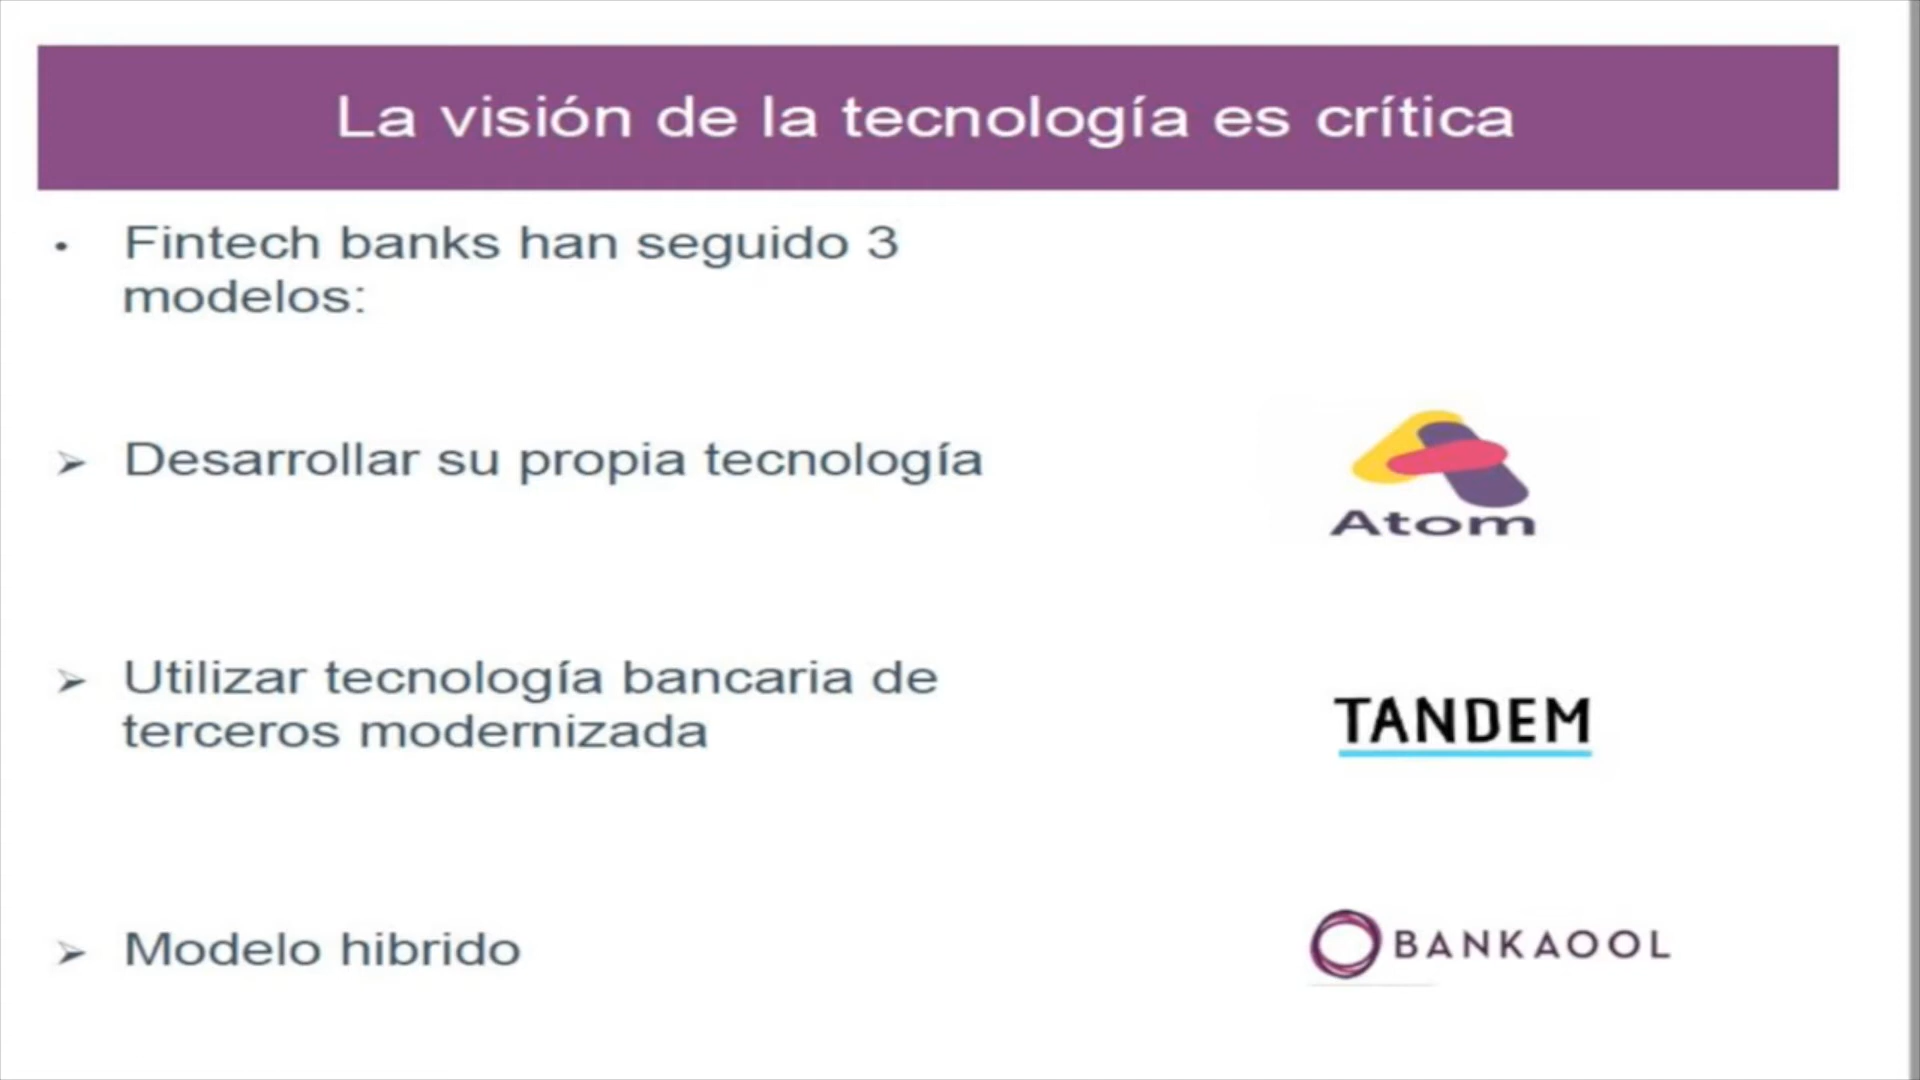 La visión de la tecnología es crítica
• Fintech banks han seguido 3
modelos:
➢ Desarrollar su propia tecnología
Atom
➢ Utilizar tecnología bancaria de
terceros modernizada
TANDEM
➢ Modelo hibrido
BANKAOOL